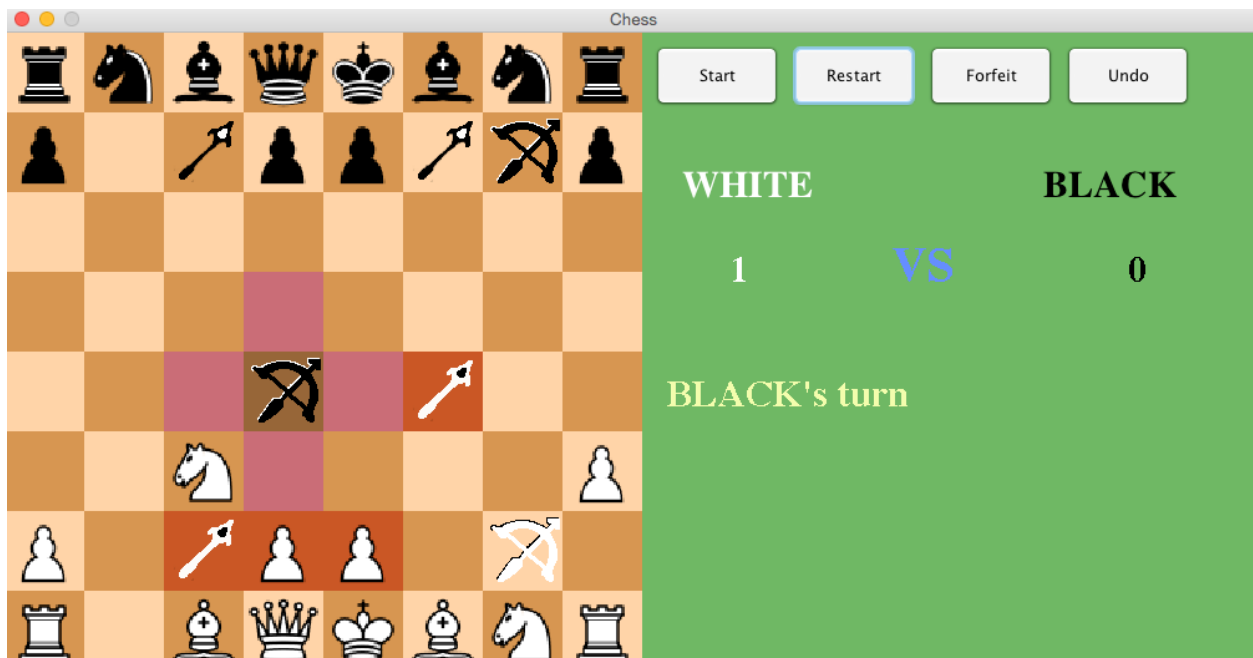 Chess
Start Restart Forfeit Undo
WHITE BLACK
1 VS 0
BLACK's turn